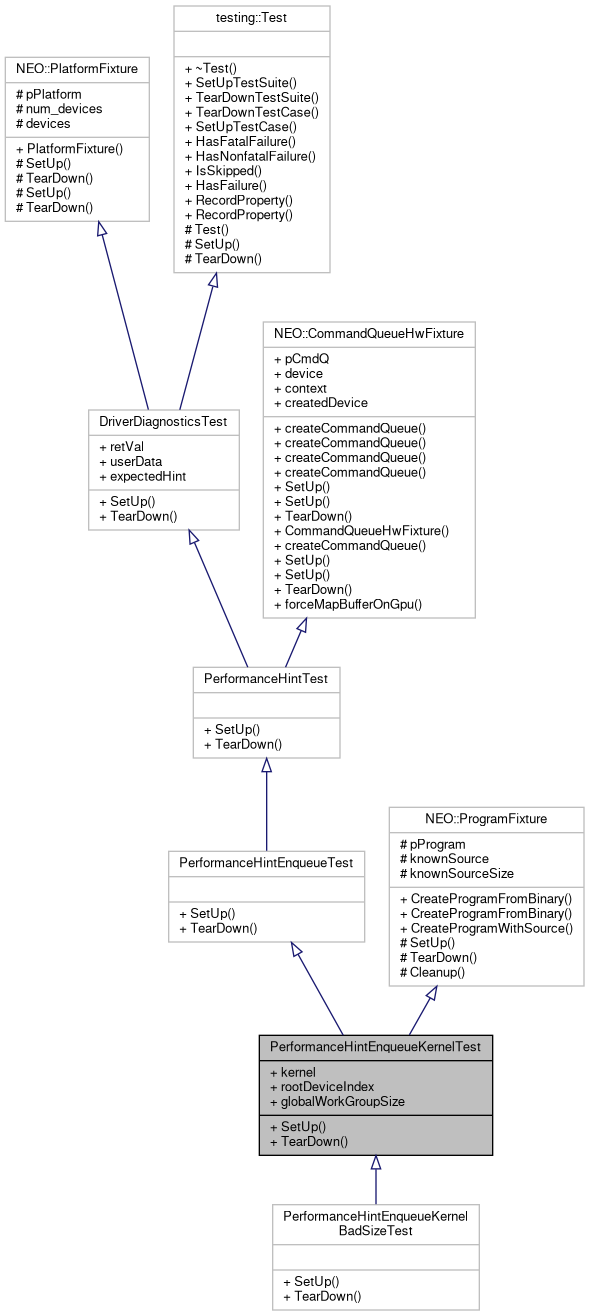 testing::Test
+ ~Test()
+ SetUpTestSuite()
+ TearDownTestSuite()
+ TearDownTestCase()
+ SetUpTestCase()
+ HasFatalFailure()
+ HasNonfatalFailure()
+ IsSkipped()
+ HasFailure()
+ RecordProperty()
+ RecordProperty()
# Test()
# SetUp()
# TearDown()
NEO::PlatformFixture
# pPlatform
# num_devices
# devices
+ PlatformFixture()
# SetUp()
# TearDown()
# SetUp()
# TearDown()
NEO::CommandQueueHwFixture
+ pCmdQ
+ device
+ context
+ createdDevice
+ createCommandQueue()
+ createCommandQueue()
+ createCommandQueue()
+ createCommandQueue()
+ SetUp()
+ SetUp()
+ TearDown()
+ CommandQueueHwFixture()
+ createCommandQueue()
+ SetUp()
+ SetUp()
+ TearDown()
+ forceMapBufferOnGpu()
DriverDiagnosticsTest
+ retVal
+ userData
+ expectedHint
+ SetUp()
+ TearDown()
PerformanceHintTest
+ SetUp()
+ TearDown()
NEO::ProgramFixture
# pProgram
# knownSource
# knownSourceSize
+ CreateProgramFromBinary()
+ CreateProgramFromBinary()
+ CreateProgramWithSource()
# SetUp()
# TearDown()
# Cleanup()
PerformanceHintEnqueueTest
+ SetUp()
+ TearDown()
PerformanceHintEnqueueKernelTest
+ kernel
+ rootDeviceIndex
+ globalWorkGroupSize
+ SetUp()
+ TearDown()
PerformanceHintEnqueueKernel
BadSizeTest
+ SetUp()
+ TearDown()